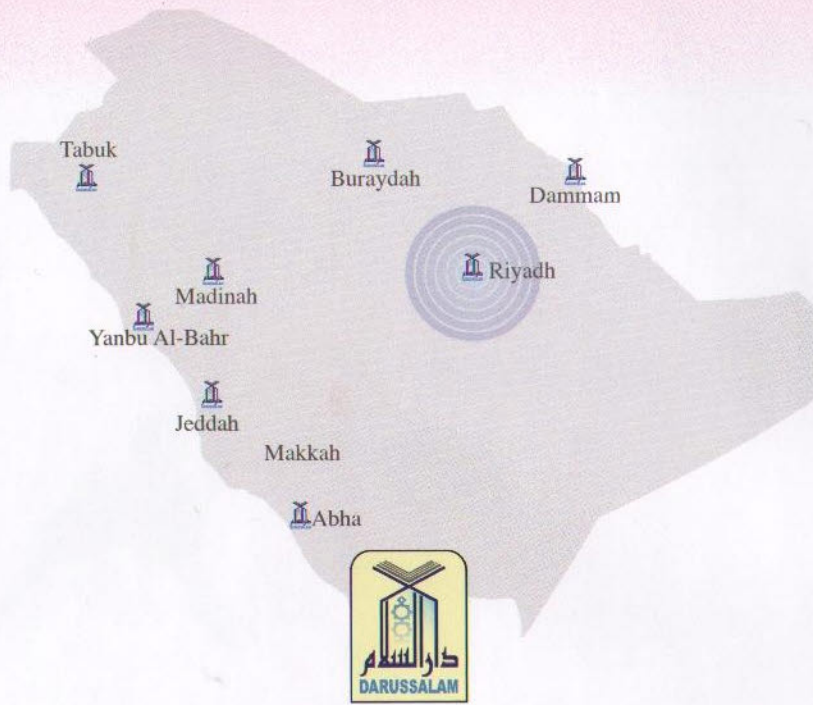 Tabuk
Buraydah
Dammam
Riyadh
Madinah
Yanbu Al-Bahr
Jeddah
Makkah
Abha
دار السلام
DARUSSALAM